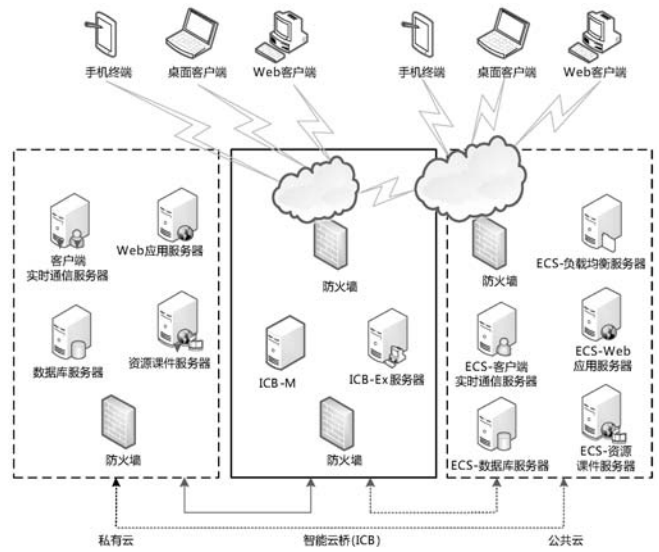 手机终端
桌面客户端
Web客户端
手机终端
桌面客户端
Web客户端
客户端
实时通信服务器
Web应用服务器
数据库服务器
资源课件服务器
防火墙
防火墙
ICB-M
ICB-Ex服务器
防火墙
防火墙
ECS-负载均衡服务器
ECS-客户端
实时通信服务器
ECS-Web
应用服务器
ECS-数据库服务器
ECS-资源
课件服务器
私有云
智能云桥(ICB)
公共云